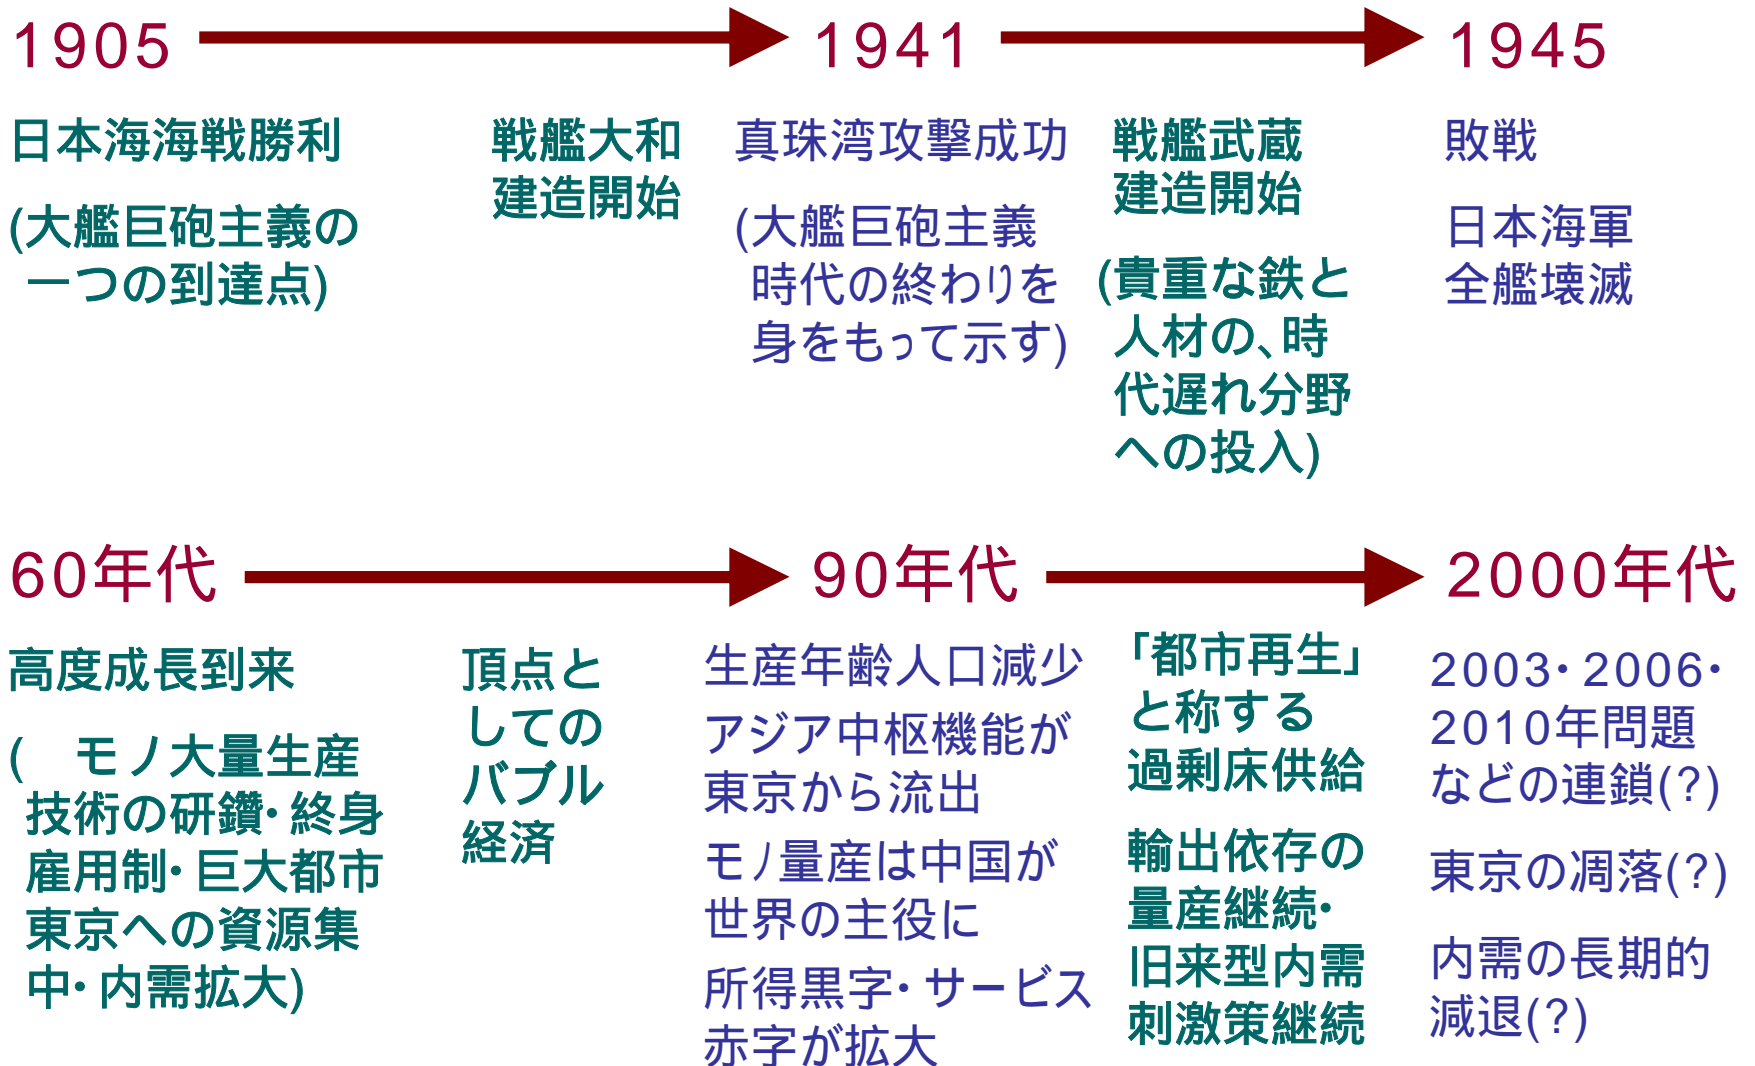 1905
1941
1945
日本海海戦勝利
(大艦巨砲主義の
一つの到達点)
戦艦大和
建造開始
真珠湾攻撃成功
(大艦巨砲主義
時代の終わりを
身をもって示す)
戦艦武蔵
建造開始
(貴重な鉄と
人材の、時
代遅れ分野
への投入)
敗戦
日本海軍
全艦壊滅
60年代
90年代
2000年代
高度成長到来
(　モノ大量生産
技術の研鑽・終身
雇用制・巨大都市
東京への資源集
中・内需拡大)
頂点と
しての
バブル
経済
生産年齢人口減少
アジア中枢機能が
東京から流出
モノ量産は中国が
世界の主役に
所得黒字・サービス
赤字が拡大
「都市再生」
と称する
過剰床供給
輸出依存の
量産継続・
旧来型内需
刺激策継続
2003・2006・
2010年問題
などの連鎖(?)
東京の凋落(?)
内需の長期的
減退(?)